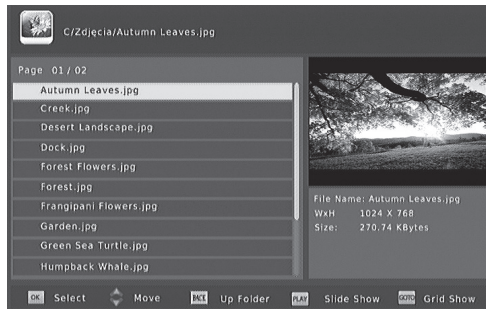 C/Zdjęcia/Autumn Leaves.jpg
Page 01 / 02
Autumn Leaves.jpg
Creek.jpg
Desert Landscape.jpg
Dock.jpg
Forest Flowers.jpg
Forest.jpg
Frangipani Flowers.jpg
Garden.jpg
Green Sea Turtle.jpg
Humpback Whale.jpg
File Name: Autumn Leaves.jpg
WxH 1024 X 768
Size: 270.74 KBytes
OK Select Move BACK Up Folder PLAY Slide Show GOTO Grid Show